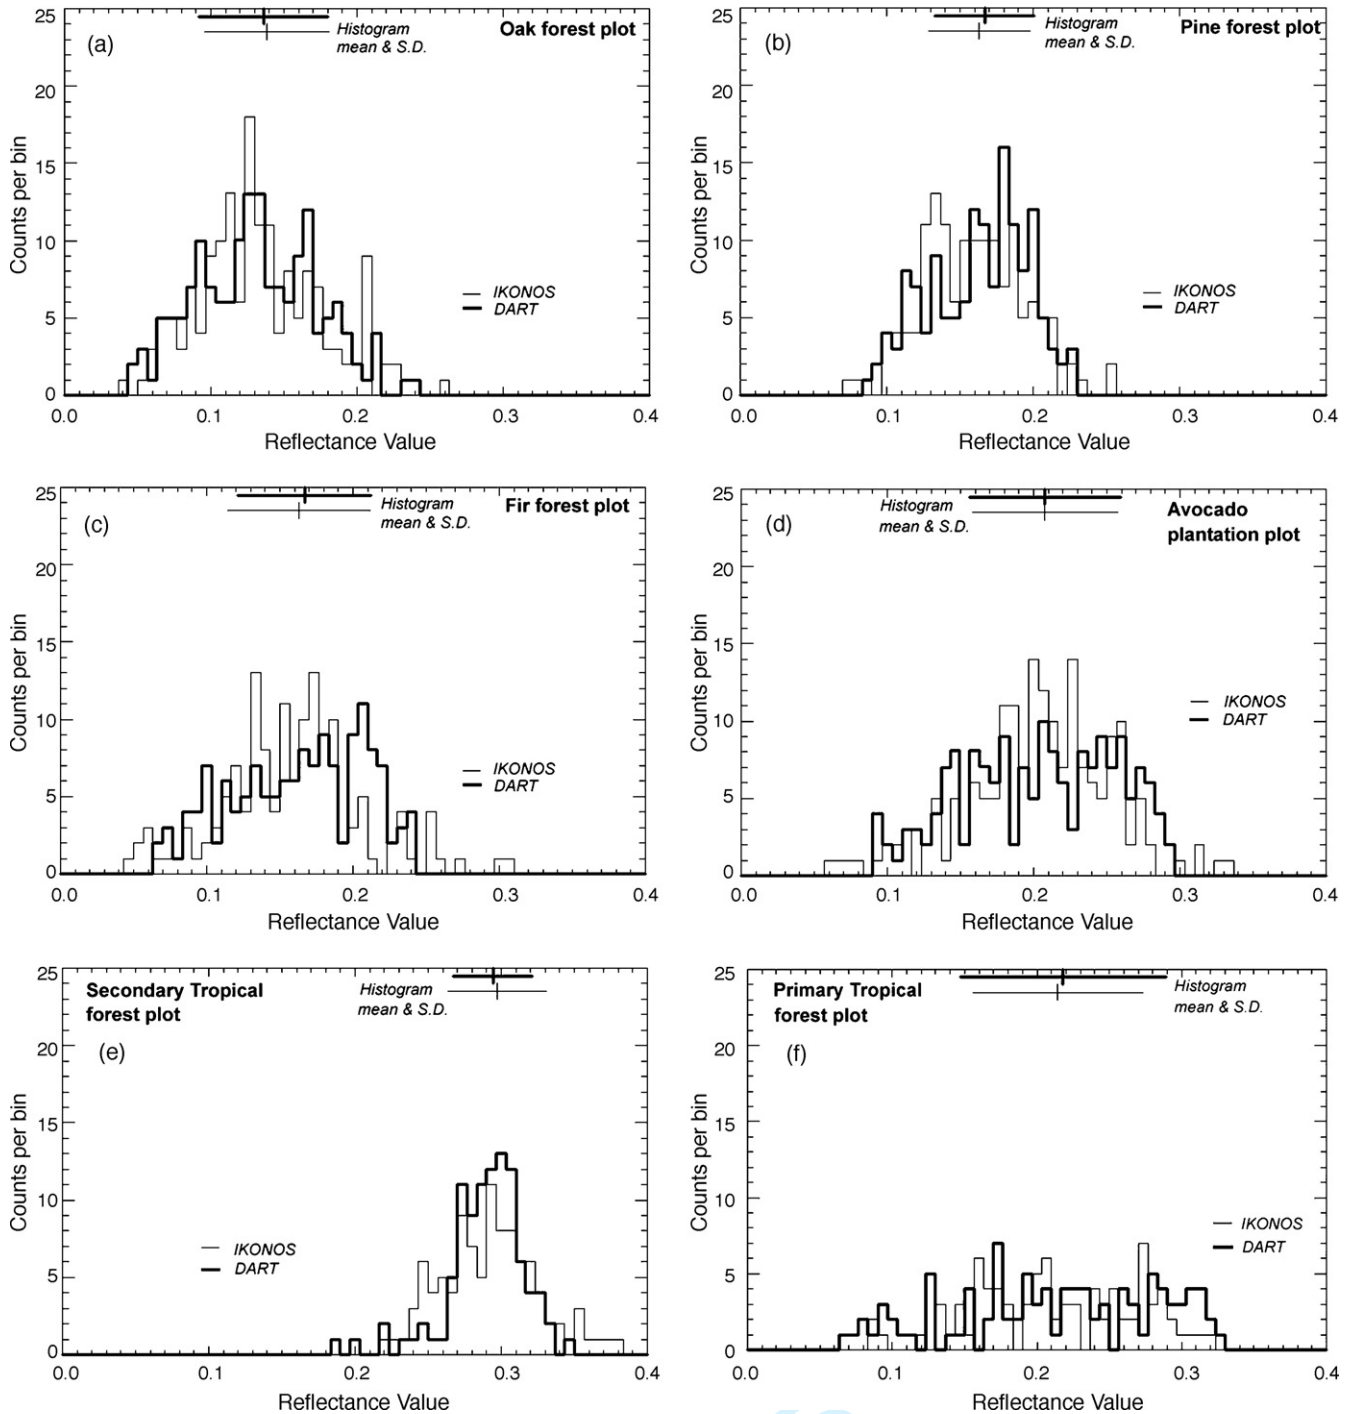 (a)
Histogram
mean & S.D.
Oak forest plot
25
20
15
10
5
0
Counts per bin
IKONOS
DART
0.0 0.1 0.2 0.3 0.4
Reflectance Value
(b)
Histogram
mean & S.D.
Pine forest plot
25
20
15
10
5
0
Counts per bin
IKONOS
DART
0.0 0.1 0.2 0.3 0.4
Reflectance Value
(c)
Histogram
mean & S.D.
Fir forest plot
25
20
15
10
5
0
Counts per bin
IKONOS
DART
0.0 0.1 0.2 0.3 0.4
Reflectance Value
(d)
Histogram
mean & S.D.
Avocado
plantation plot
25
20
15
10
5
0
Counts per bin
IKONOS
DART
0.0 0.1 0.2 0.3 0.4
Reflectance Value
Secondary Tropical
forest plot
(e)
Histogram
mean & S.D.
25
20
15
10
5
0
Counts per bin
IKONOS
DART
0.0 0.1 0.2 0.3 0.4
Reflectance Value
Primary Tropical
forest plot
(f)
Histogram
mean & S.D.
25
20
15
10
5
0
Counts per bin
IKONOS
DART
0.0 0.1 0.2 0.3 0.4
Reflectance Value